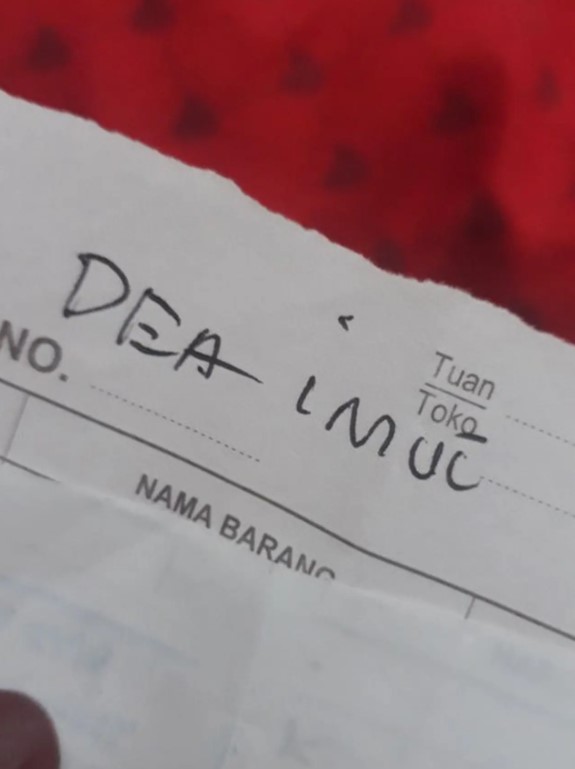 DEA iMUC
Tuan
Toko
NO.
NAMA BARANG